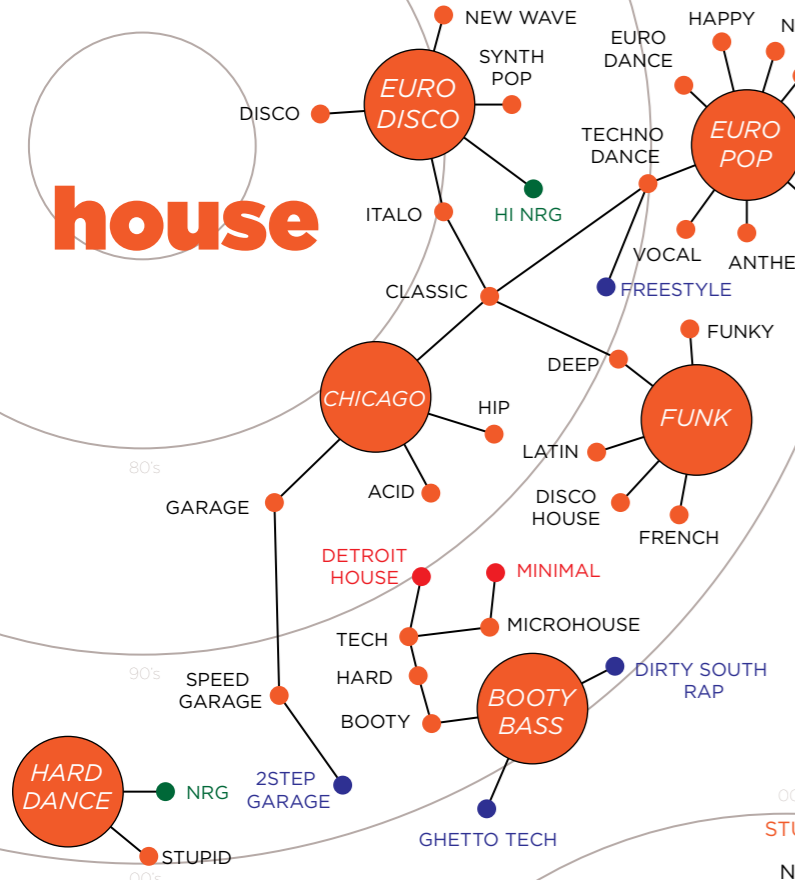 NEW WAVE
HAPPY
EURO
DANCE
SYNTH
POP
EURO
DISCO
DISCO
TECHNO
DANCE
EURO
POP
house
ITALO
HI NRG
VOCAL
CLASSIC
FREESTYLE
FUNKY
DEEP
CHICAGO
HIP
FUNK
LATIN
80's
ACID
DISCO
HOUSE
GARAGE
FRENCH
DETROIT
HOUSE
MINIMAL
TECH
MICROHOUSE
90's
SPEED
GARAGE
HARD
DIRTY SOUTH
RAP
BOOTY
BOOTY
BASS
HARD
DANCE
NRG
2STEP
GARAGE
GHETTO TECH
STUPID
00's